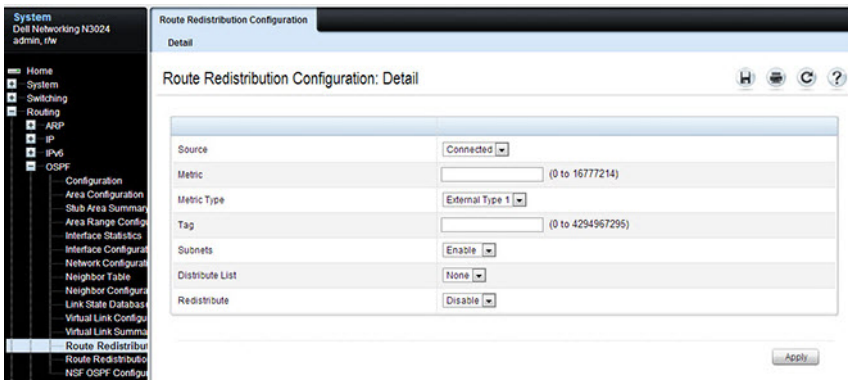 System
Dell Networking N3024
admin, r/w
Home
System
Switching
Routing
ARP
IP
IPv6
OSPF
Configuration
Area Configuration
Stub Area Summary
Area Range Configu
Interface Statistics
Interface Configurat
Network Configurati
Neighbor Table
Neighbor Configura
Link State Database
Virtual Link Configu
Virtual Link Summa
Route Redistribut
Route Redistributio
NSF OSPF Configur
Route Redistribution Configuration
Detail
Route Redistribution Configuration: Detail
?
Source Connected
Metric (0 to 16777214)
Metric Type External Type 1
Tag (0 to 4294967295)
Subnets Enable
Distribute List None
Redistribute Disable
Apply